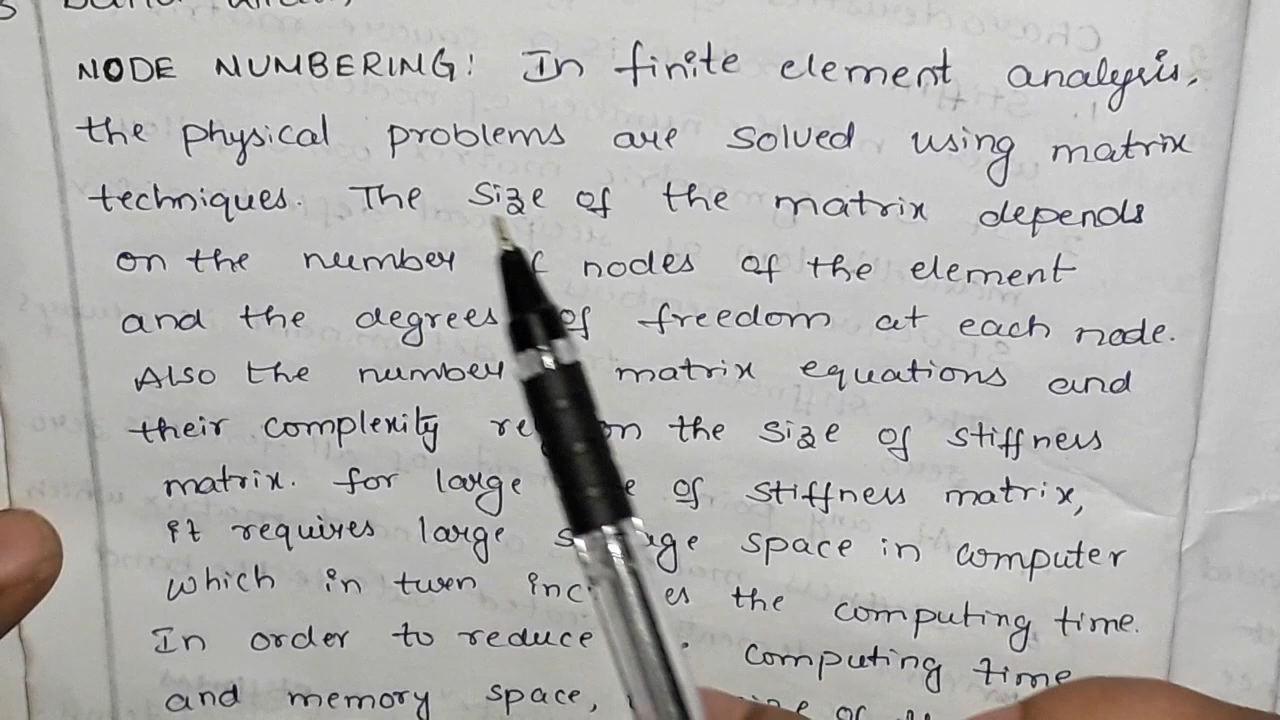 NODE NUMBERING: In finite element analysis,
the physical problems are solved using matrix
techniques. The size of the matrix depends
on the number nodes of the element
and the degrees of freedom at each node.
Also the number matrix equations and
their complexity on the size of stiffness
matrix. for large of stiffness matrix,
it requires large space in computer
which in turn the computing time.
In order to reduce computing time
and memory space,